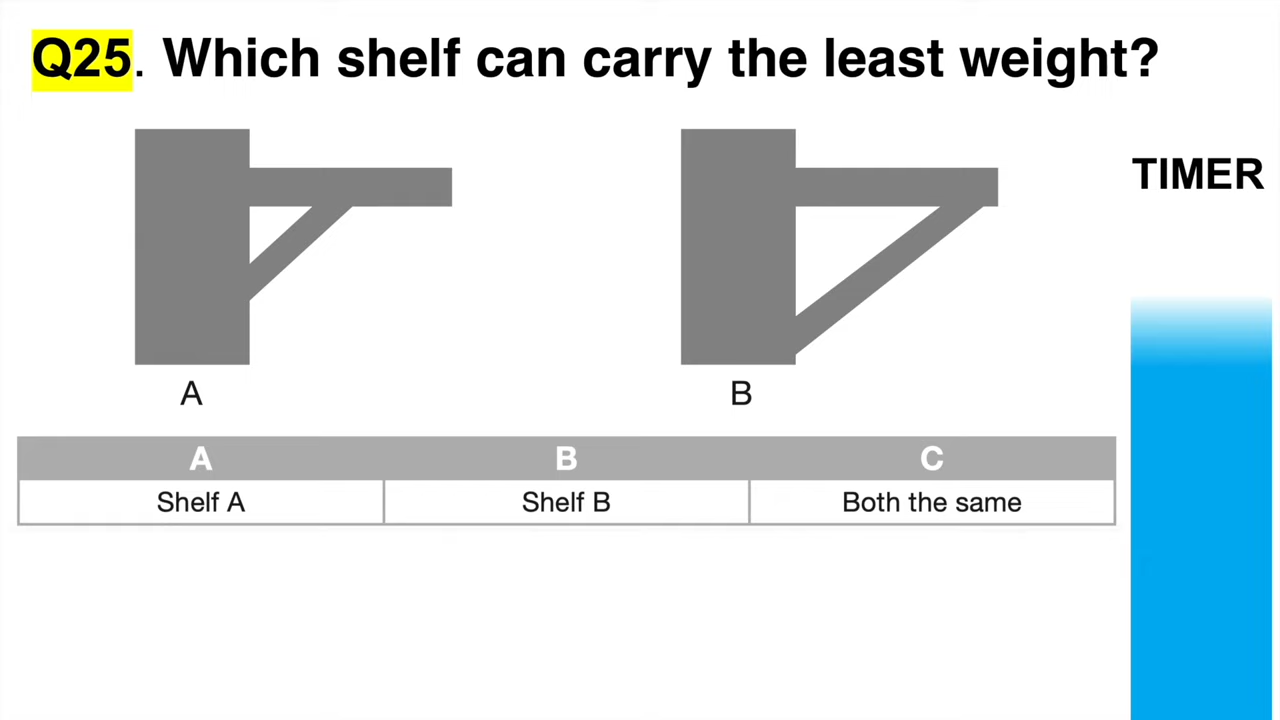 Q25. Which shelf can carry the least weight?
TIMER
A B
A B C
Shelf A Shelf B Both the same